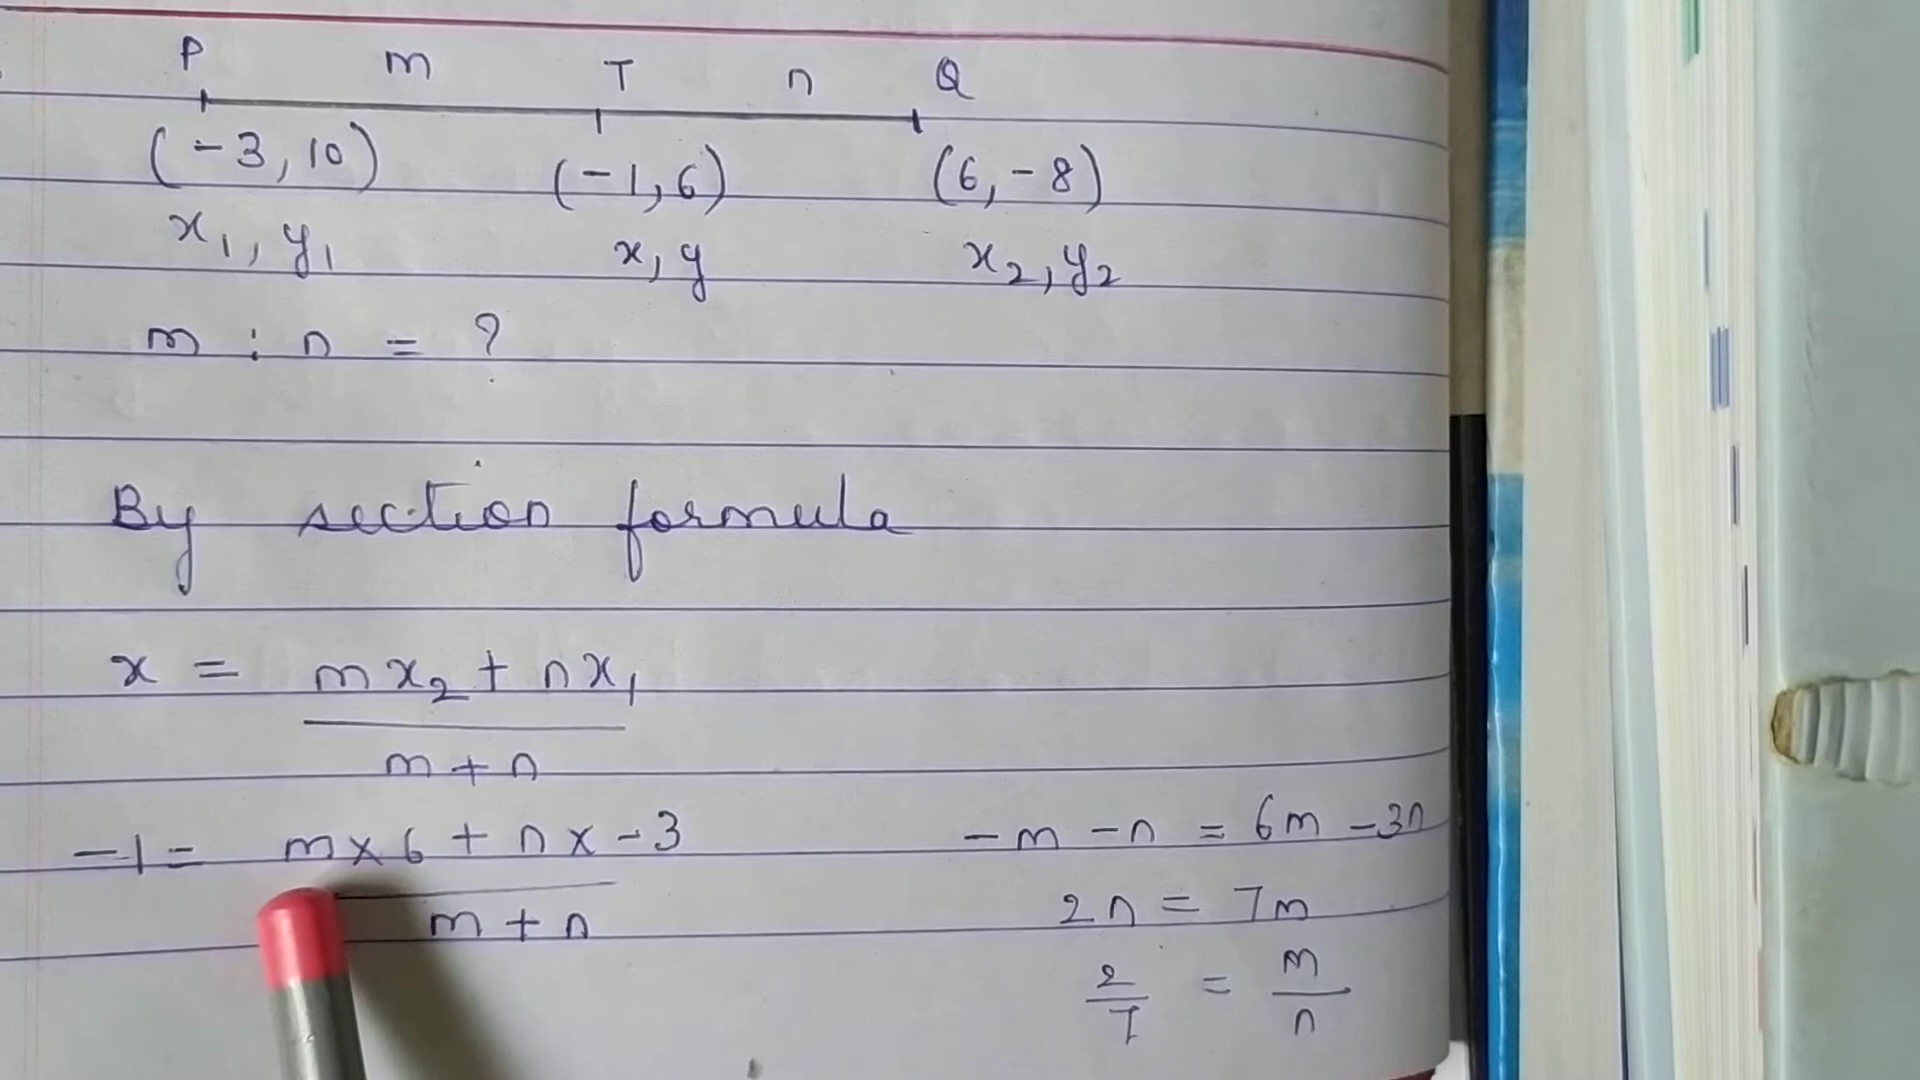 P m T n Q
(-3, 10) (-1, 6) (6, -8)
x₁, y₁ x, y x₂, y₂
m : n = ?
By section formula
x = mx₂ + nx₁
m + n
-1 = m × 6 + n × -3
m + n
-m - n = 6m - 3n
2n = 7m
2/7 = m/n